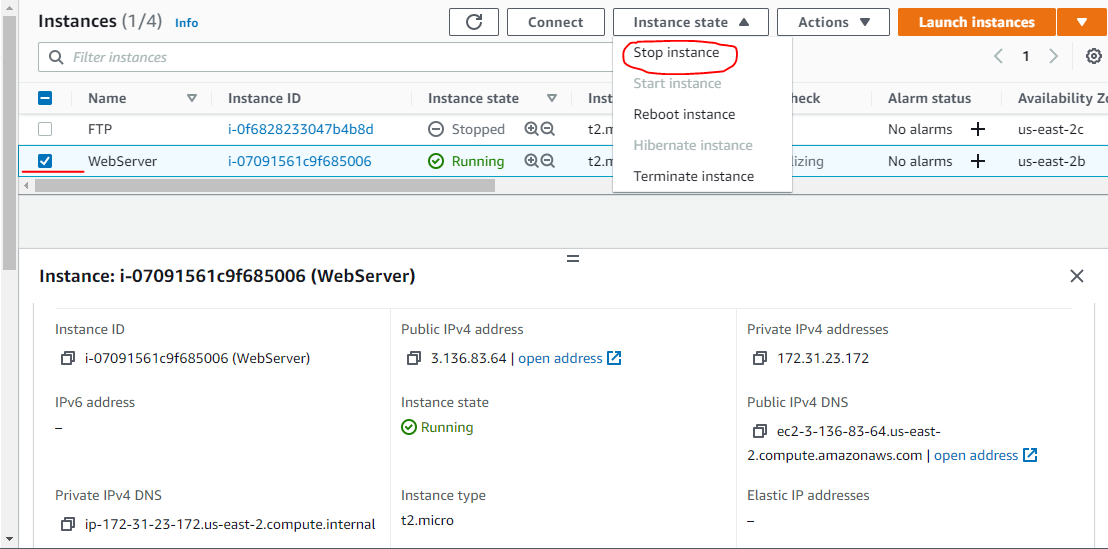 Instances (1/4) Info Connect Instance state Actions Launch instances
Filter instances 1
Stop instance
Start instance
Reboot instance
Hibernate instance
Terminate instance
Name Instance ID Instance state Inst heck Alarm status Availability Zo
FTP i-0f6828233047b4b8d Stopped t2.m No alarms us-east-2c
WebServer i-07091561c9f685006 Running t2.m lizing No alarms us-east-2b
Instance: i-07091561c9f685006 (WebServer)
Instance ID Public IPv4 address Private IPv4 addresses
i-07091561c9f685006 (WebServer) 3.136.83.64 | open address 172.31.23.172
IPv6 address Instance state Public IPv4 DNS
– Running ec2-3-136-83-64.us-east-
2.compute.amazonaws.com | open address
Private IPv4 DNS Instance type Elastic IP addresses
ip-172-31-23-172.us-east-2.compute.internal t2.micro –